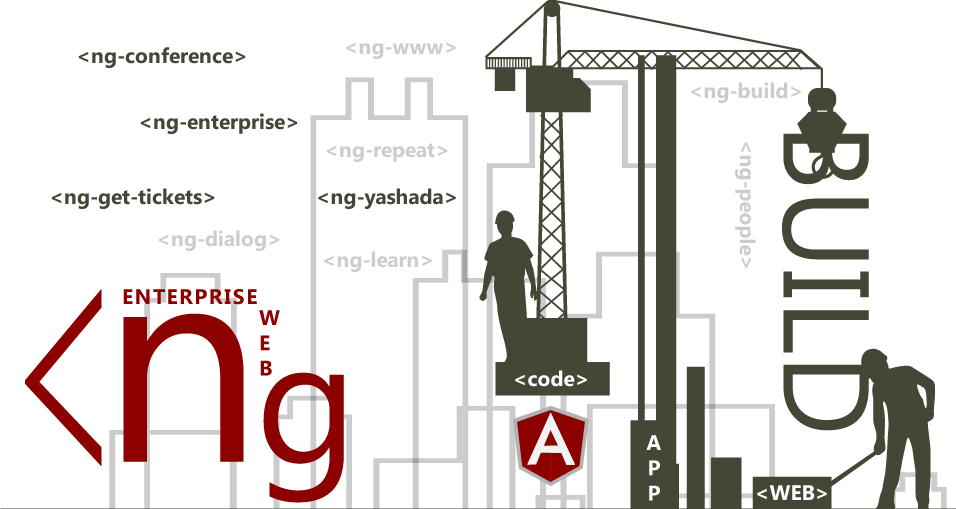 <ng-conference>
<ng-www>
<ng-build>
<ng-enterprise>
<ng-repeat>
<ng-people>
<ng-get-tickets>
<ng-yashada>
<ng-dialog>
<ng-learn>
BUILD
ENTERPRISE
WEB
<ng
<code>
A
APP
<WEB>